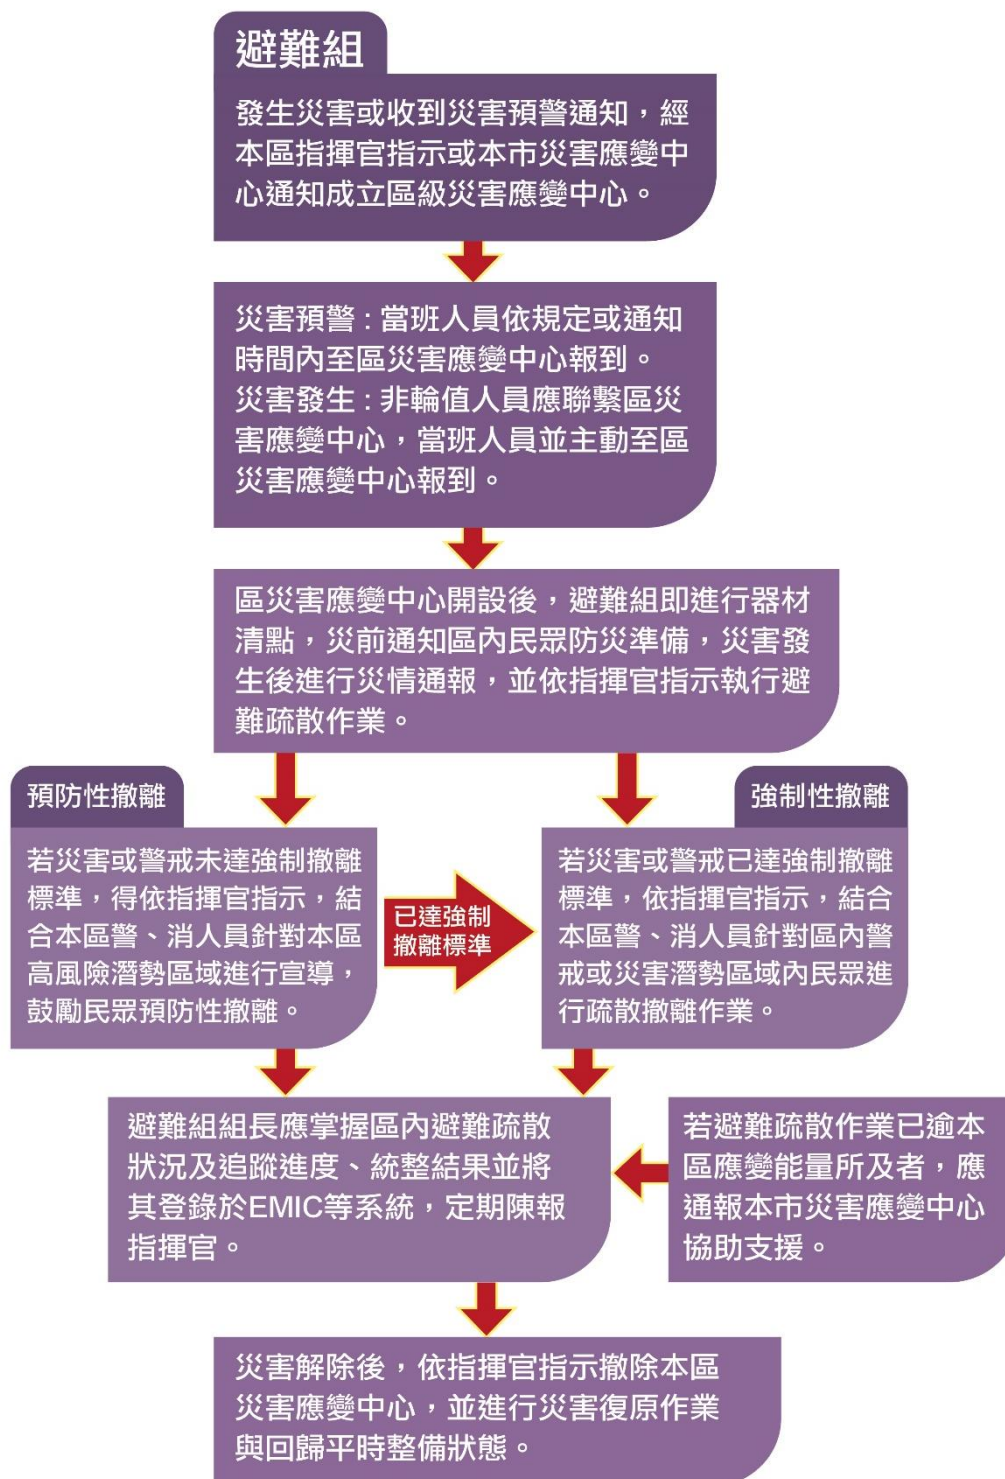 避難組
發生災害或收到災害預警通知，經
本區指揮官指示或本市災害應變中
心通知成立區級災害應變中心。
災害預警：當班人員依規定或通知
時間內至區災害應變中心報到。
災害發生：非輪值人員應聯繫區災
害應變中心，當班人員並主動至區
災害應變中心報到。
區災害應變中心開設後，避難組即進行器材
清點，災前通知區內民眾防災準備，災害發
生後進行災情通報，並依指揮官指示執行避
難疏散作業。
預防性撤離
若災害或警戒未達強制撤離
標準，得依指揮官指示，結
合本區警、消人員針對本區
高風險潛勢區域進行宣導，
鼓勵民眾預防性撤離。
已達強制
撤離標準
強制性撤離
若災害或警戒已達強制撤離
標準，依指揮官指示，結合
本區警、消人員針對區內警
戒或災害潛勢區域內民眾進
行疏散撤離作業。
避難組組長應掌握區內避難疏散
狀況及追蹤進度、統整結果並將
其登錄於EMIC等系統，定期陳報
指揮官。
若避難疏散作業已逾本
區應變能量所及者，應
通報本市災害應變中心
協助支援。
災害解除後，依指揮官指示撤除本區
災害應變中心，並進行災害復原作業
與回歸平時整備狀態。